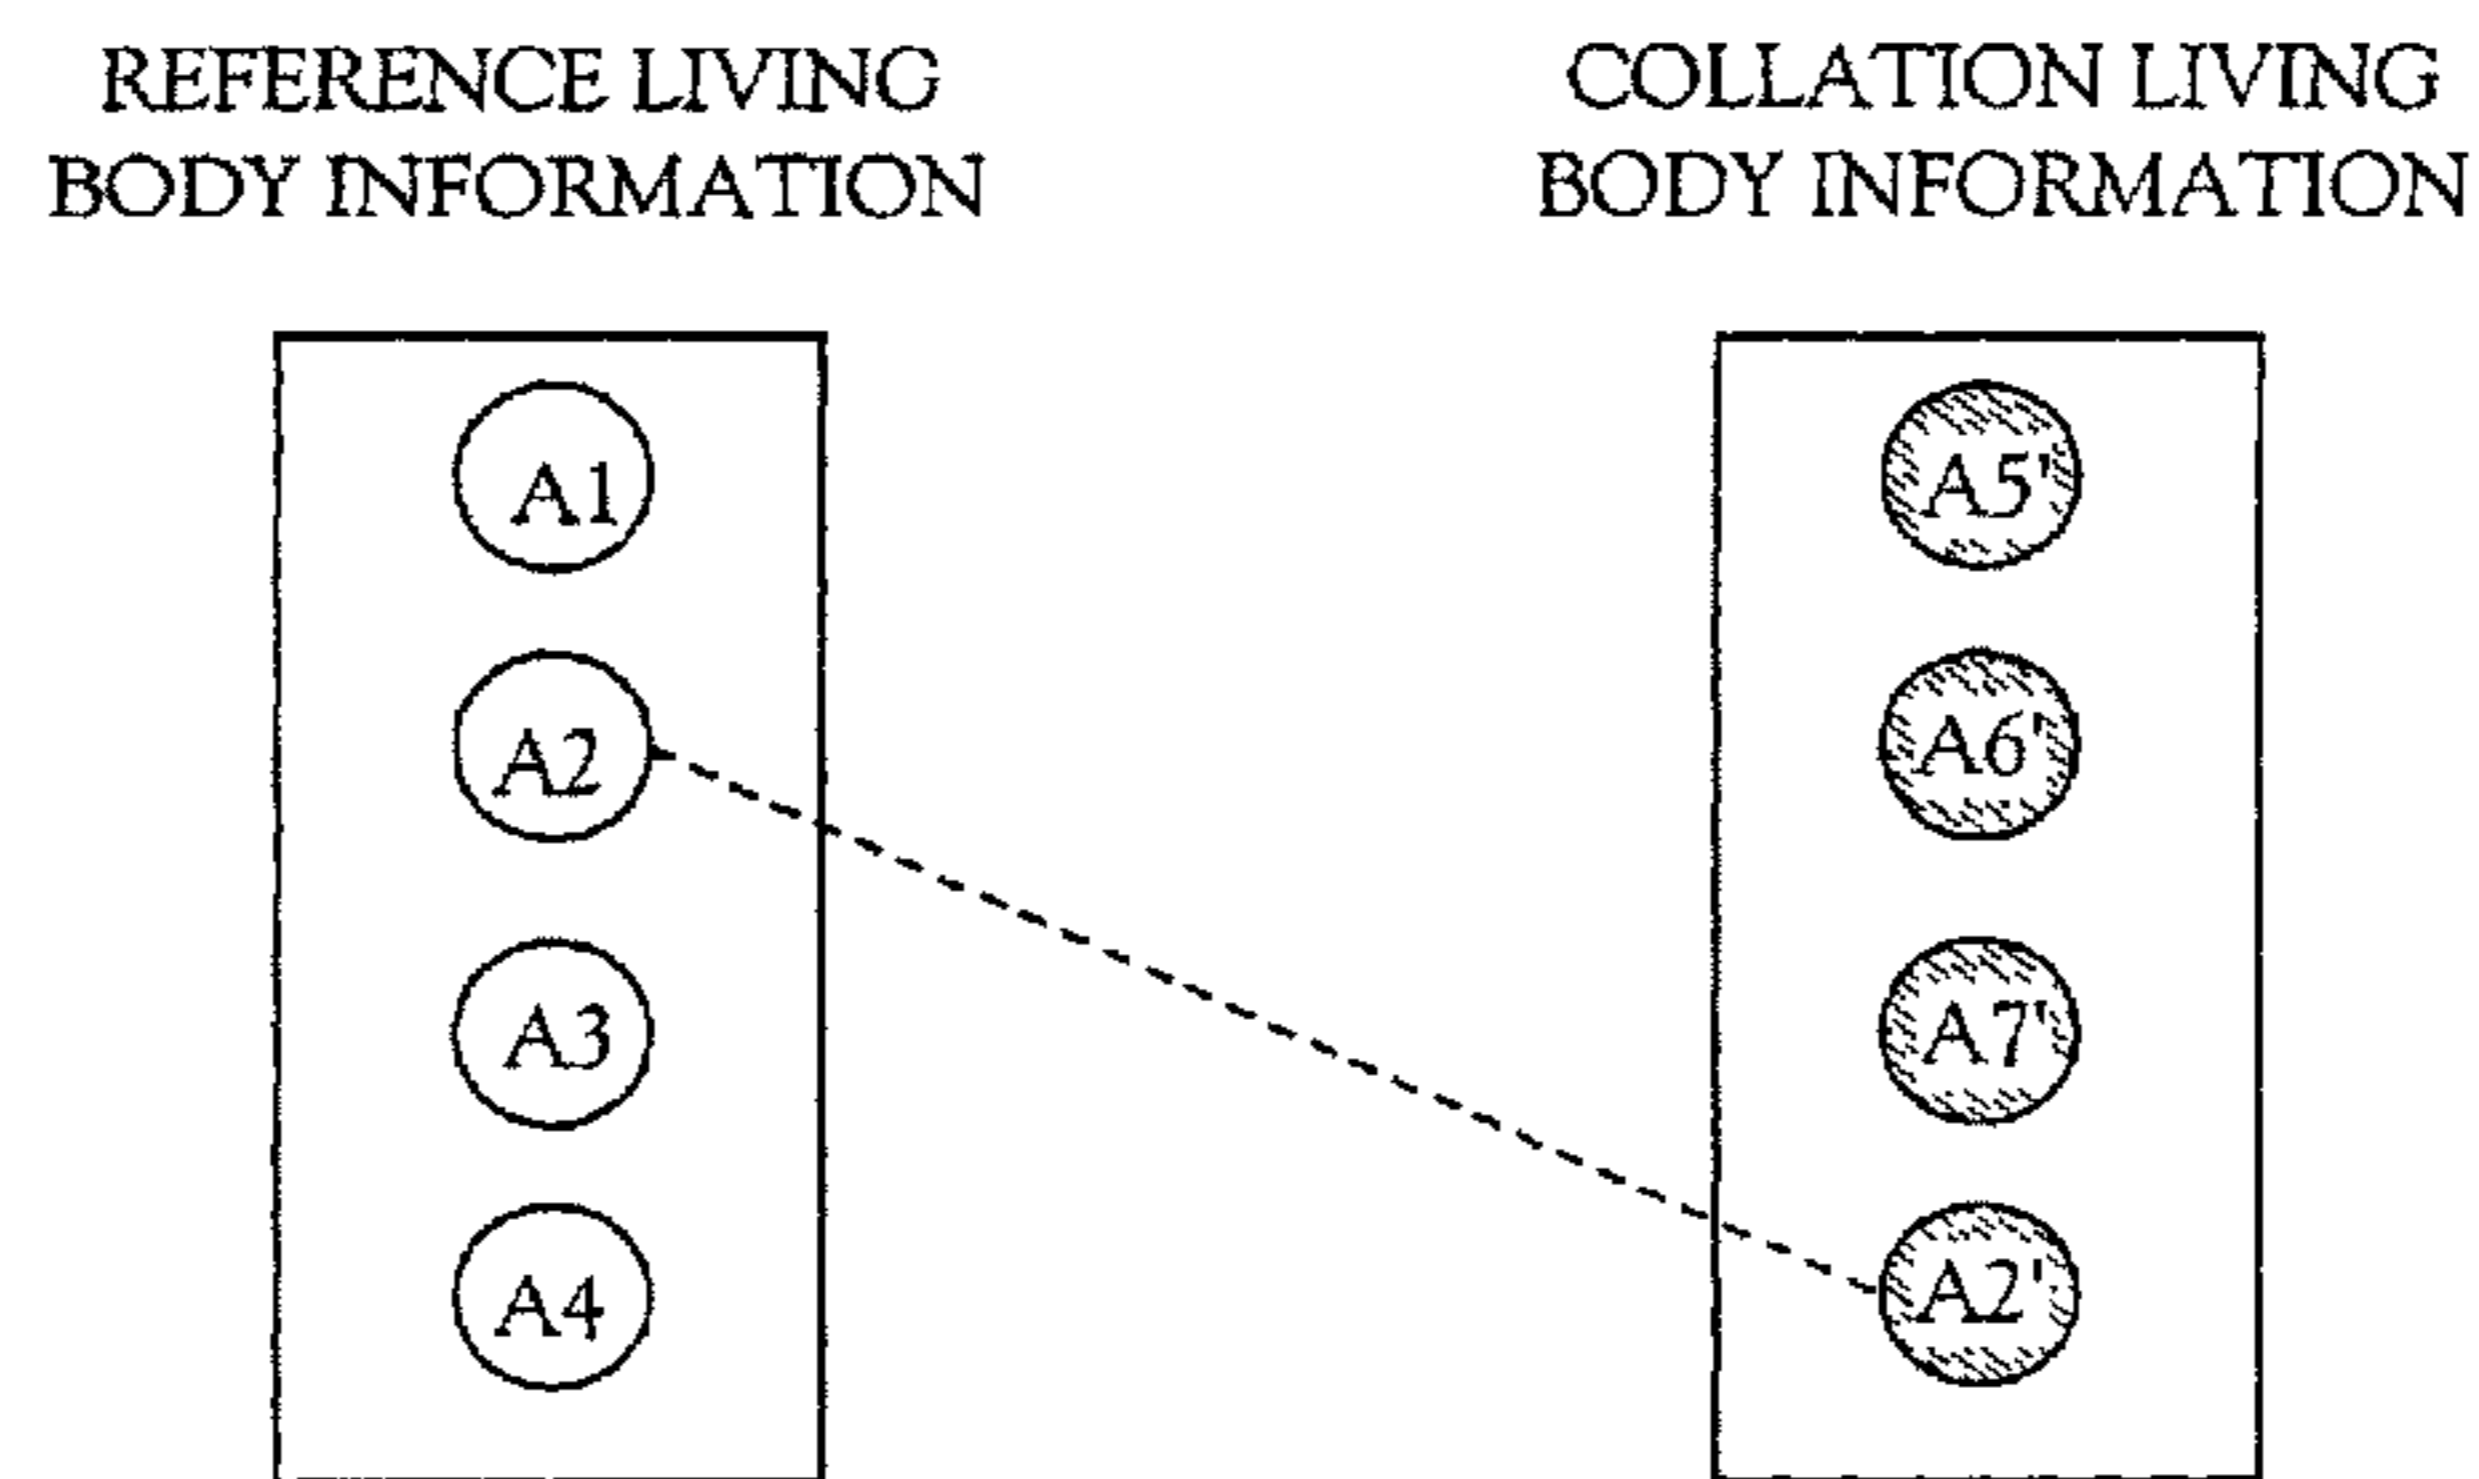 REFERENCE LIVING
BODY INFORMATION
COLLATION LIVING
BODY INFORMATION
A1
A2
A3
A4
A5'
A6'
A7'
A2'